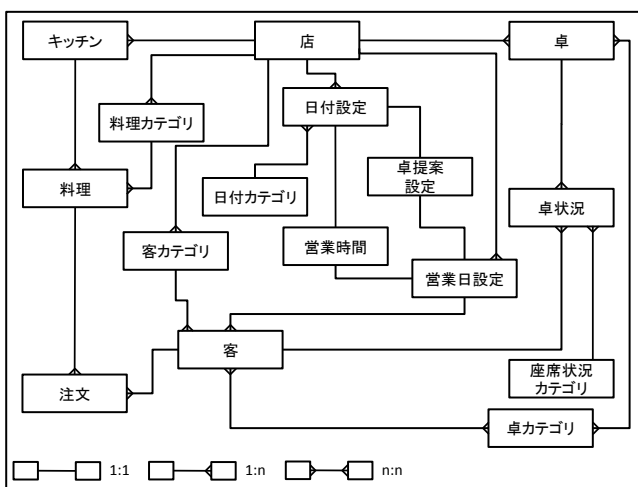 キッチン
店
卓
日付設定
料理カテゴリ
卓提案
設定
料理
日付カテゴリ
卓状況
客カテゴリ
営業時間
営業日設定
客
注文
座席状況
カテゴリ
卓カテゴリ
1:1
1:n
n:n